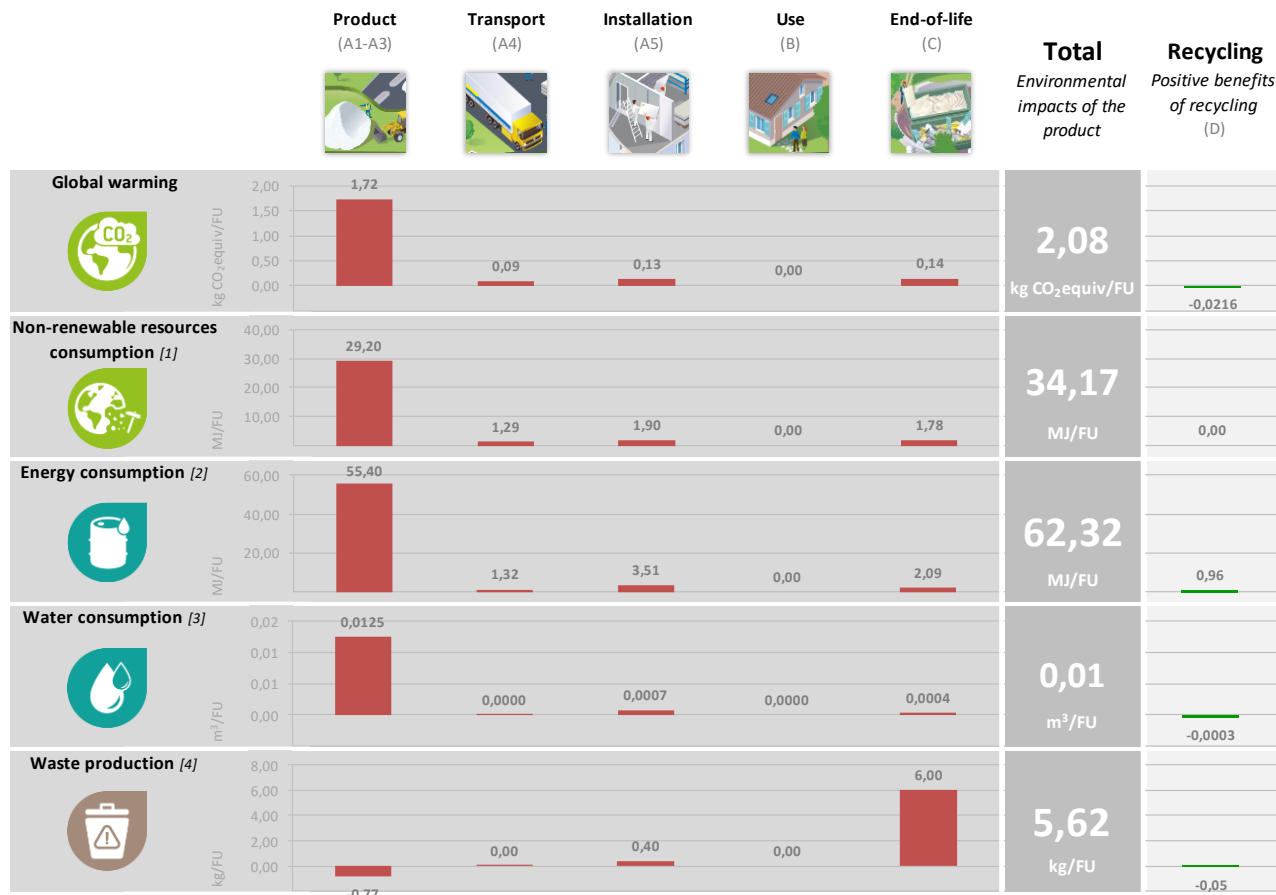 Product
(A1-A3)
Transport
(A4)
Installation
(A5)
Use
(B)
End-of-life
(C)
Total
Environmental
impacts of the
product
Recycling
Positive benefits
of recycling
(D)
Global warming
CO2
kg CO2equiv/FU
2,00
1,50
1,00
0,50
0,00
1,72
0,09
0,13
0,00
0,14
2,08
kg CO2equiv/FU
-0,0216
Non-renewable resources
consumption [1]
MJ/FU
40,00
30,00
20,00
10,00
29,20
1,29
1,90
0,00
1,78
34,17
MJ/FU
0,00
Energy consumption [2]
MJ/FU
60,00
40,00
20,00
55,40
1,32
3,51
0,00
2,09
62,32
MJ/FU
0,96
Water consumption [3]
m3/FU
0,02
0,01
0,01
0,00
0,0125
0,0000
0,0007
0,0000
0,0004
0,01
m3/FU
-0,0003
Waste production [4]
kg/FU
8,00
6,00
4,00
2,00
0,00
-0,77
0,00
0,40
0,00
6,00
5,62
kg/FU
-0,05